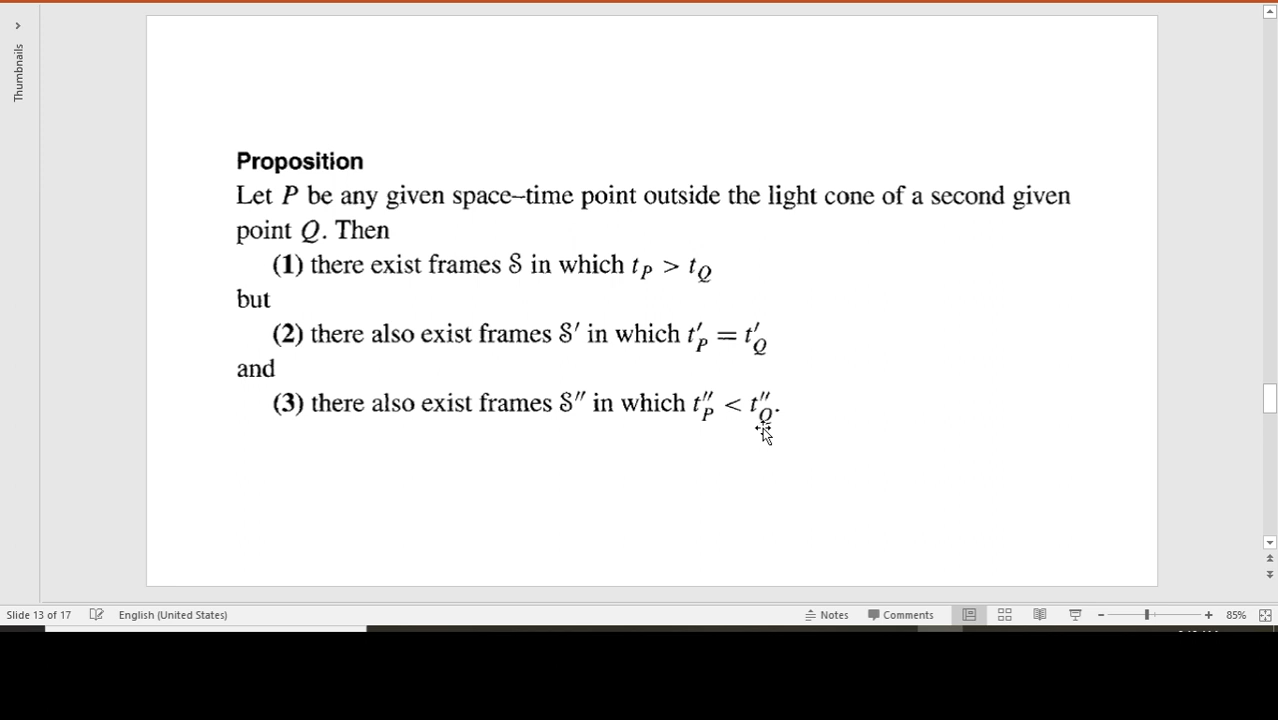 Thumbnails
Proposition
Let P be any given space–time point outside the light cone of a second given
point Q. Then
(1) there exist frames S in which t_P > t_Q
but
(2) there also exist frames S′ in which t′_P = t′_Q
and
(3) there also exist frames S″ in which t″_P < t″_Q.
Slide 13 of 17 English (United States) Notes Comments 85%